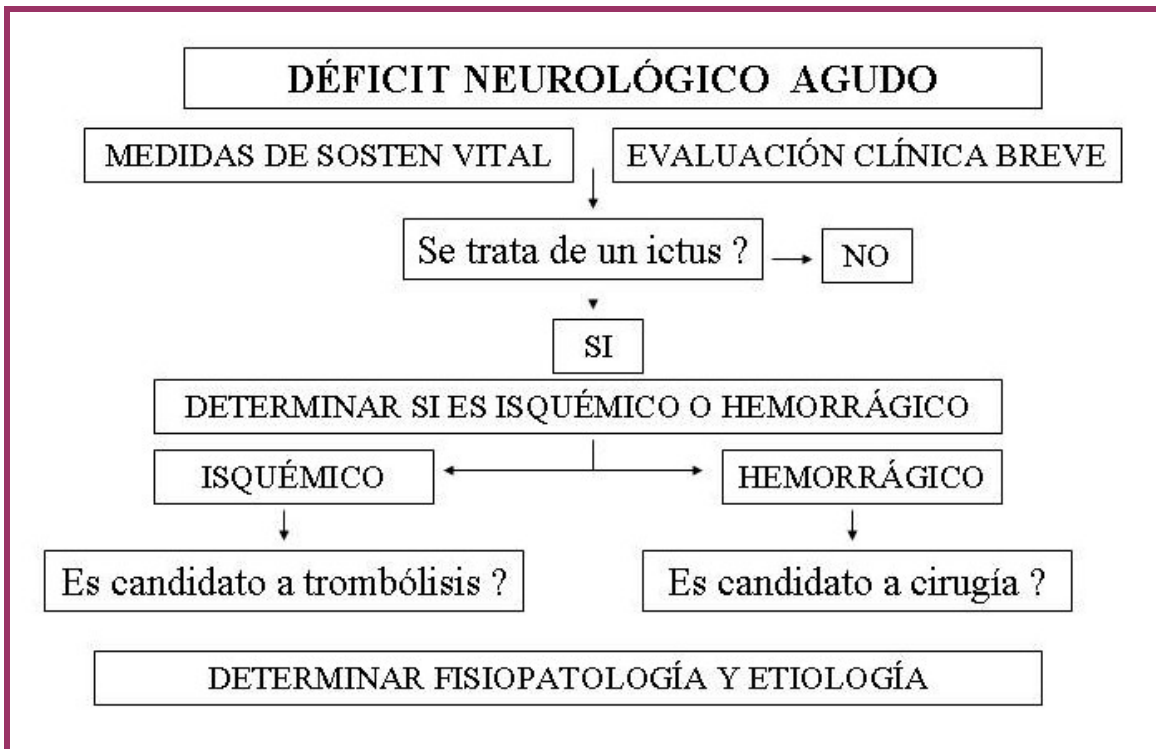 DÉFICIT NEUROLÓGICO AGUDO
MEDIDAS DE SOSTEN VITAL
EVALUACIÓN CLÍNICA BREVE
Se trata de un ictus ?
NO
SI
DETERMINAR SI ES ISQUÉMICO O HEMORRÁGICO
ISQUÉMICO
HEMORRÁGICO
Es candidato a trombólisis ?
Es candidato a cirugía ?
DETERMINAR FISIOPATOLOGÍA Y ETIOLOGÍA